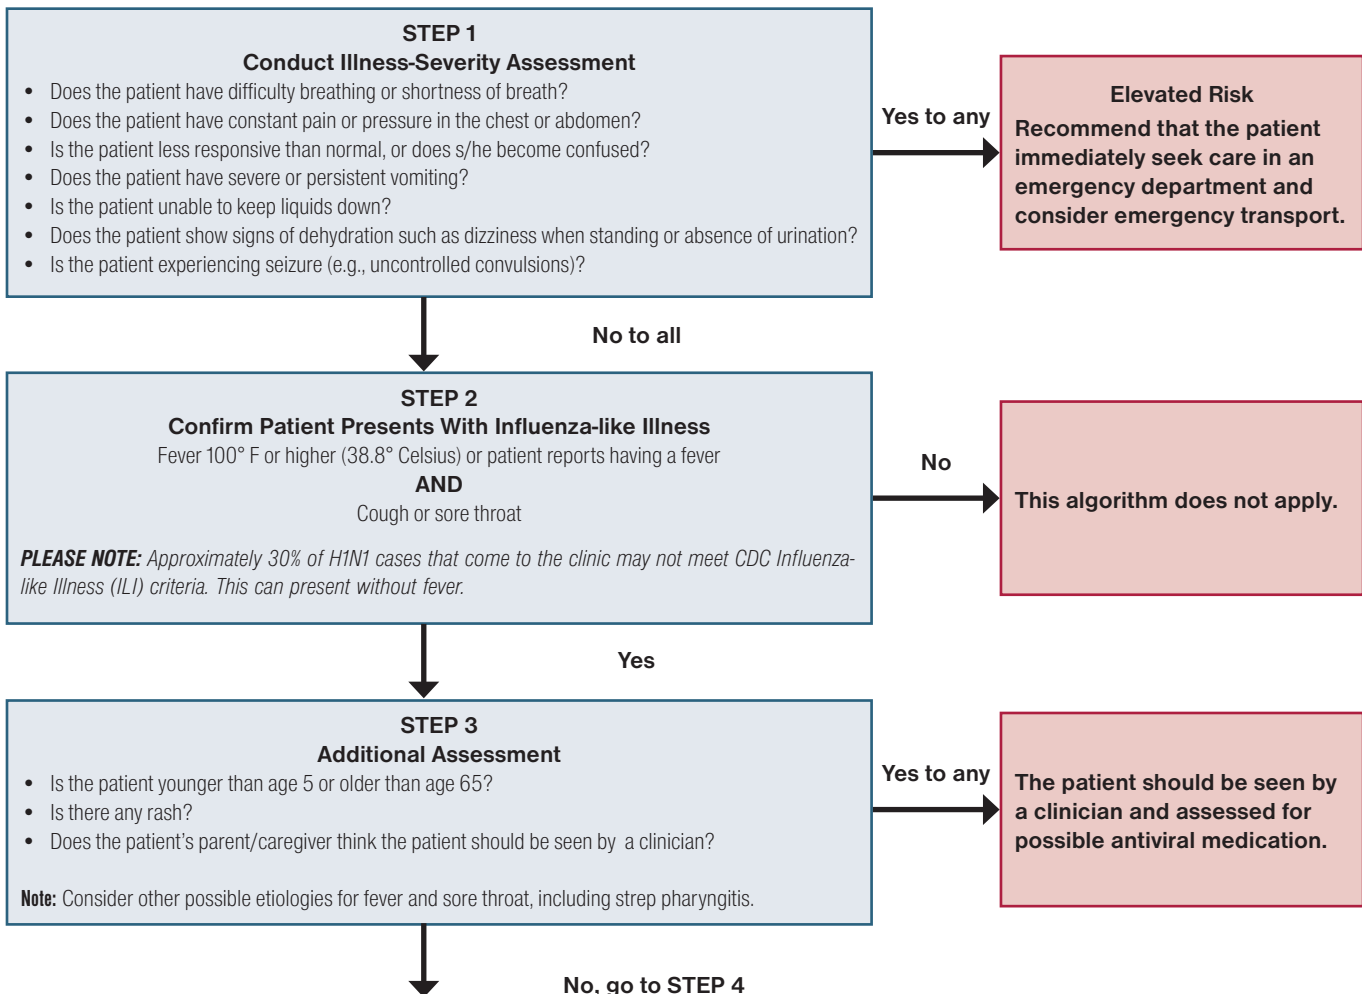 STEP 1
Conduct Illness-Severity Assessment
• Does the patient have difficulty breathing or shortness of breath?
• Does the patient have constant pain or pressure in the chest or abdomen?
• Is the patient less responsive than normal, or does s/he become confused?
• Does the patient have severe or persistent vomiting?
• Is the patient unable to keep liquids down?
• Does the patient show signs of dehydration such as dizziness when standing or absence of urination?
• Is the patient experiencing seizure (e.g., uncontrolled convulsions)?
Yes to any
Elevated Risk
Recommend that the patient
immediately seek care in an
emergency department and
consider emergency transport.
No to all
STEP 2
Confirm Patient Presents With Influenza-like Illness
Fever 100° F or higher (38.8° Celsius) or patient reports having a fever
AND
Cough or sore throat
PLEASE NOTE: Approximately 30% of H1N1 cases that come to the clinic may not meet CDC Influenza-
like Illness (ILI) criteria. This can present without fever.
No
This algorithm does not apply.
Yes
STEP 3
Additional Assessment
• Is the patient younger than age 5 or older than age 65?
• Is there any rash?
• Does the patient's parent/caregiver think the patient should be seen by a clinician?
Note: Consider other possible etiologies for fever and sore throat, including strep pharyngitis.
Yes to any
The patient should be seen by
a clinician and assessed for
possible antiviral medication.
No, go to STEP 4